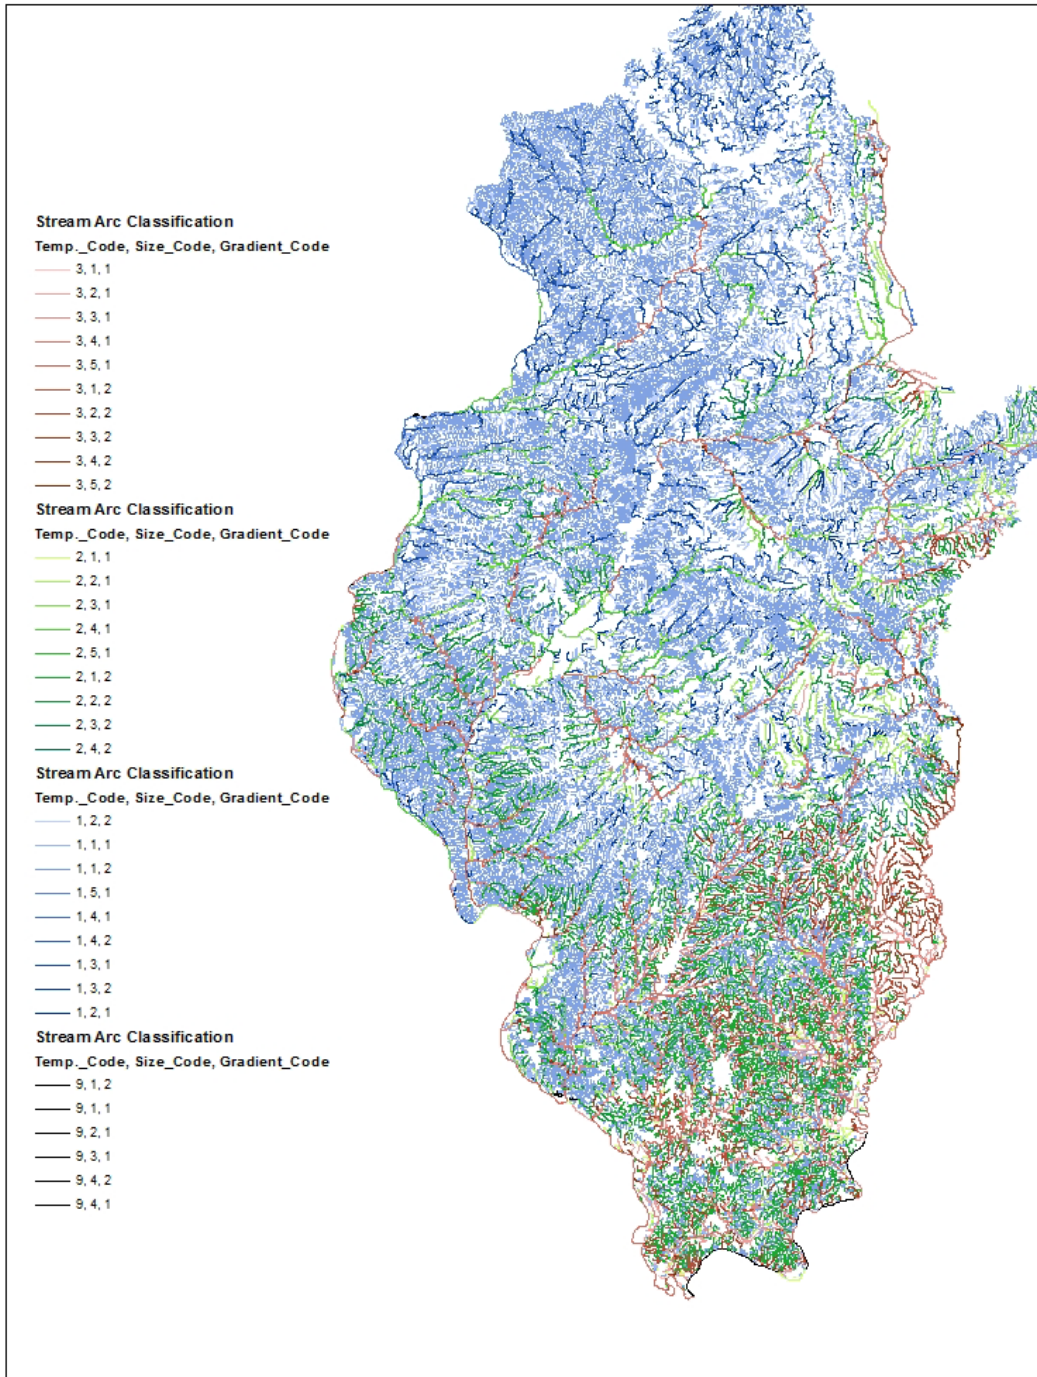 Stream Arc Classification
Temp._Code, Size_Code, Gradient_Code
3, 1, 1
3, 2, 1
3, 3, 1
3, 4, 1
3, 5, 1
3, 1, 2
3, 2, 2
3, 3, 2
3, 4, 2
3, 5, 2
Stream Arc Classification
Temp._Code, Size_Code, Gradient_Code
2, 1, 1
2, 2, 1
2, 3, 1
2, 4, 1
2, 5, 1
2, 1, 2
2, 2, 2
2, 3, 2
2, 4, 2
Stream Arc Classification
Temp._Code, Size_Code, Gradient_Code
1, 2, 2
1, 1, 1
1, 1, 2
1, 5, 1
1, 4, 1
1, 4, 2
1, 3, 1
1, 3, 2
1, 2, 1
Stream Arc Classification
Temp._Code, Size_Code, Gradient_Code
9, 1, 2
9, 1, 1
9, 2, 1
9, 3, 1
9, 4, 2
9, 4, 1